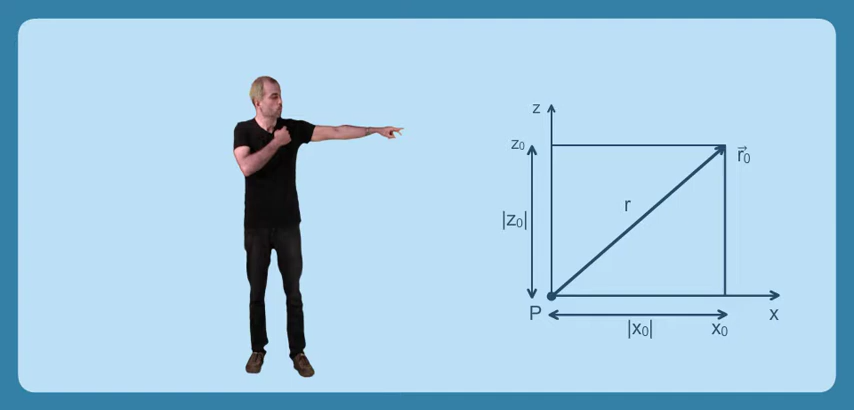 z
z₀
r⃗₀
r
|z₀|
P
|x₀|
x₀
x